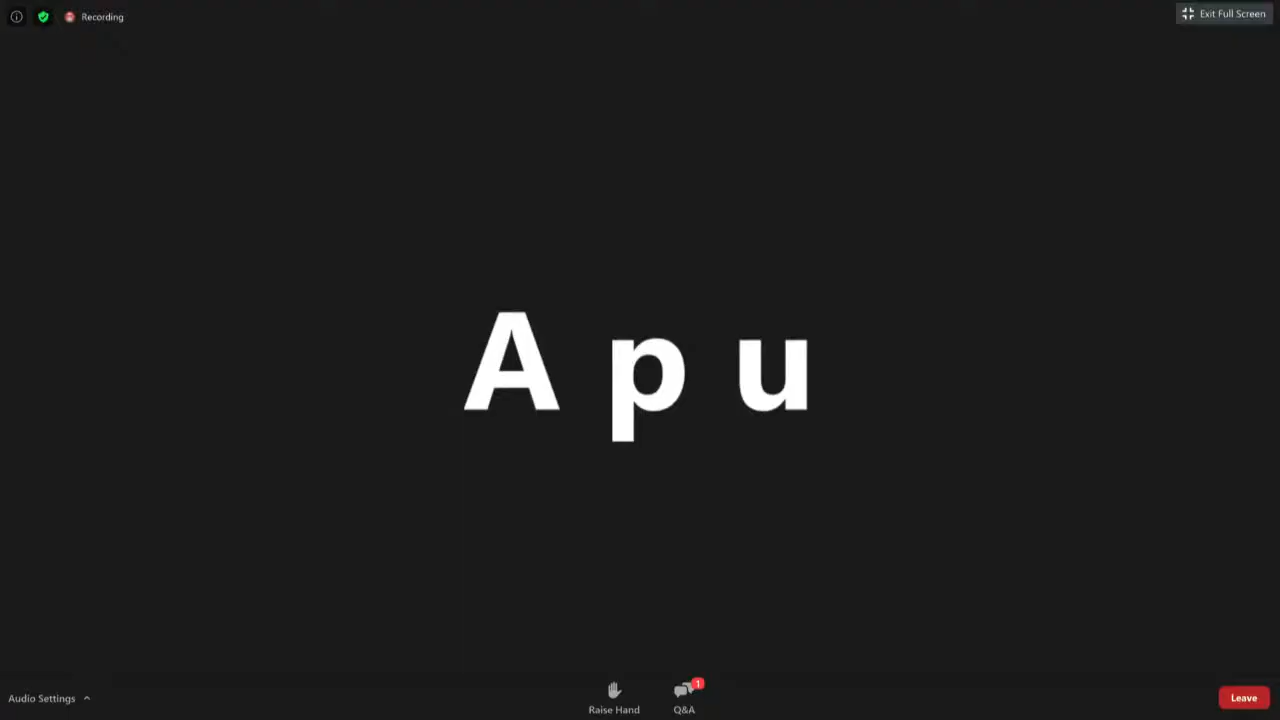 Recording
Exit Full Screen
A p u
Audio Settings
Raise Hand
1
Q&A
Leave